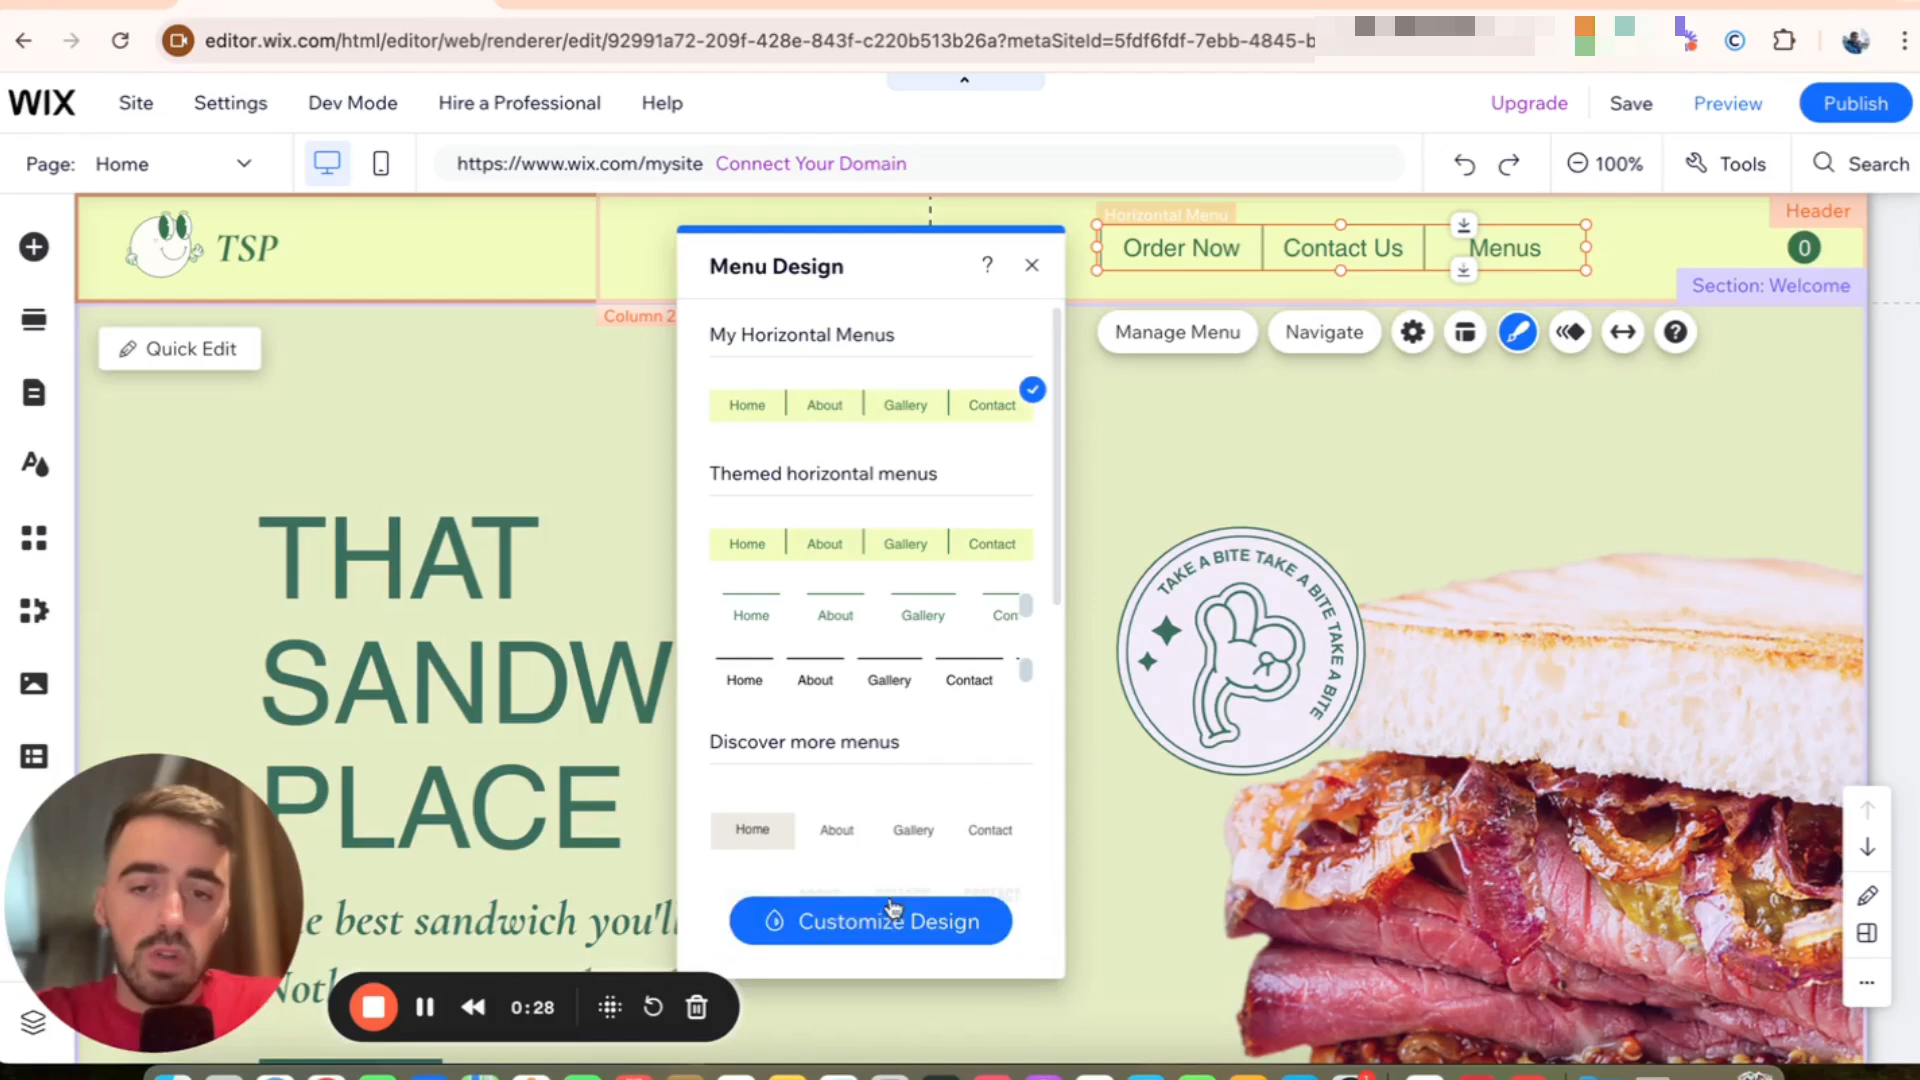 editor.wix.com/html/editor/web/renderer/edit/92991a72-209f-428e-843f-c220b513b26a?metaSiteId=5fdf6fdf-7ebb-4845-b
WIX
Site
Settings
Dev Mode
Hire a Professional
Help
Upgrade
Save
Preview
Publish
Page: Home
https://www.wix.com/mysite Connect Your Domain
100%
Tools
Search
TSP
Horizontal Menu
Order Now
Contact Us
Menus
Header
0
Section: Welcome
Column 2
Quick Edit
Manage Menu
Navigate
Menu Design
?
My Horizontal Menus
Home
About
Gallery
Contact
Themed horizontal menus
Home
About
Gallery
Contact
Home
About
Gallery
Con
Home
About
Gallery
Contact
Discover more menus
Home
About
Gallery
Contact
Customize Design
THAT
SANDW
PLACE
e best sandwich you'll
Noth
TAKE A BITE TAKE A BITE TAKE A BITE
0:28